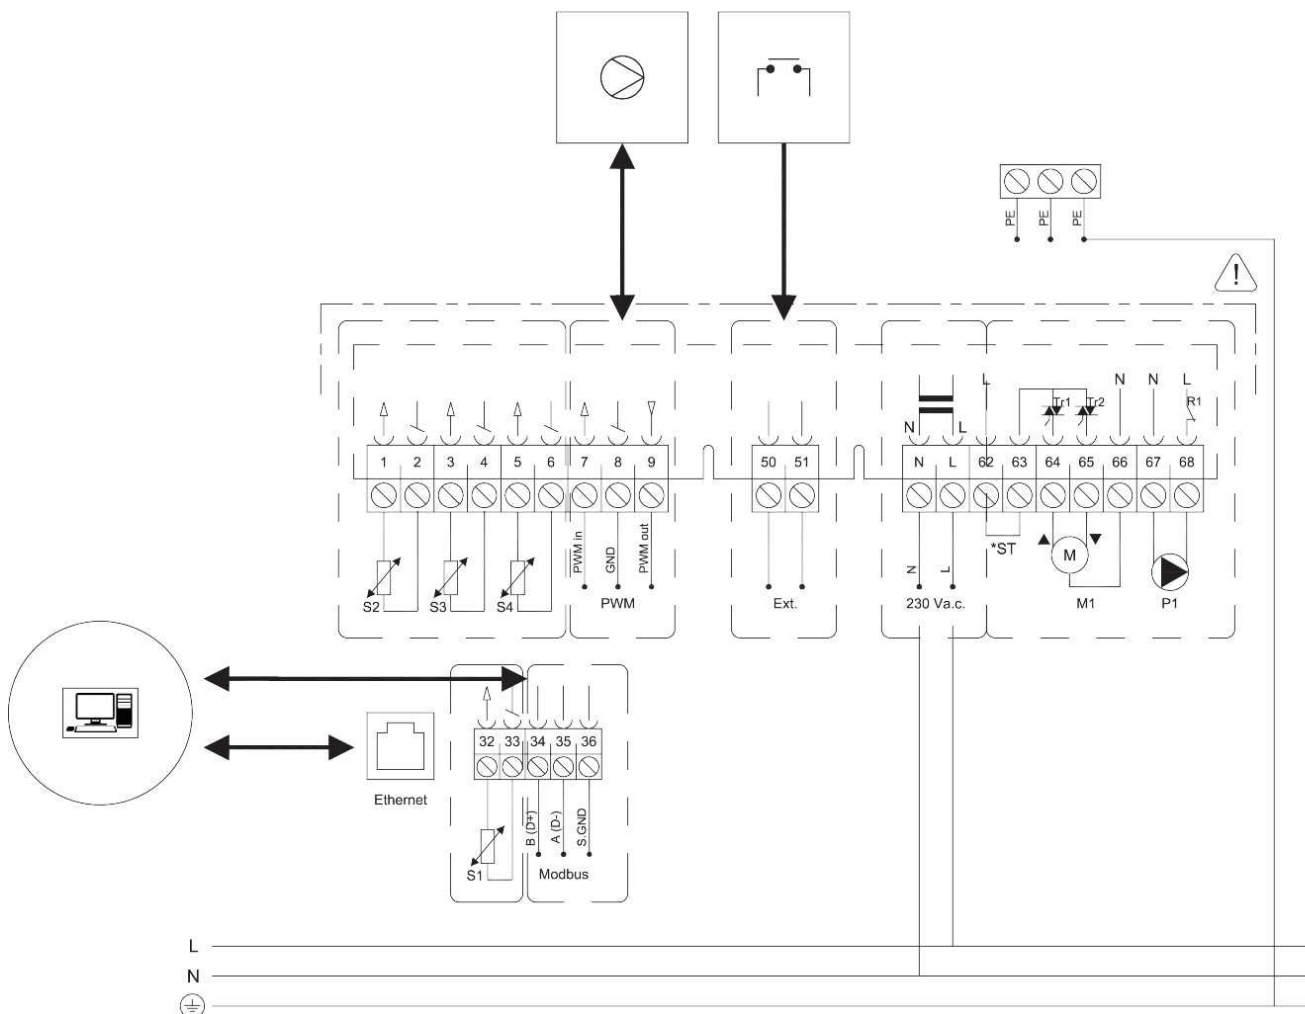 PE PE PE
!
L N N L
Tr1 Tr2 R1
N L
1 2 3 4 5 6 7 8 9 50 51 N L 62 63 64 65 66 67 68
PWM in GND PWM out
*ST M
N L
S2 S3 S4 PWM Ext. 230 Va.c. M1 P1
32 33 34 35 36
Ethernet
B (D+) A (D-) S.GND
S1 Modbus
L
N